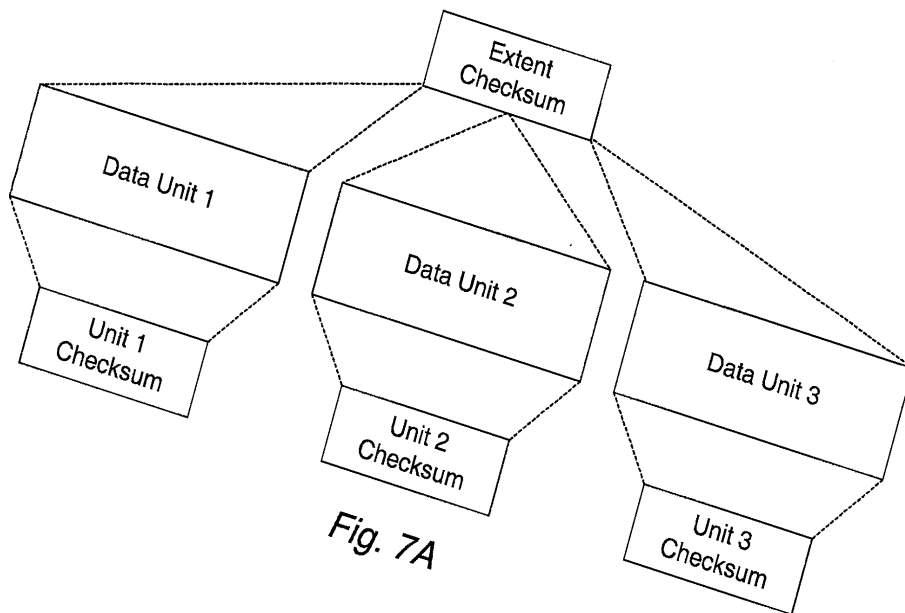 Extent
Checksum
Data Unit 1
Data Unit 2
Data Unit 3
Unit 1
Checksum
Unit 2
Checksum
Unit 3
Checksum
Fig. 7A